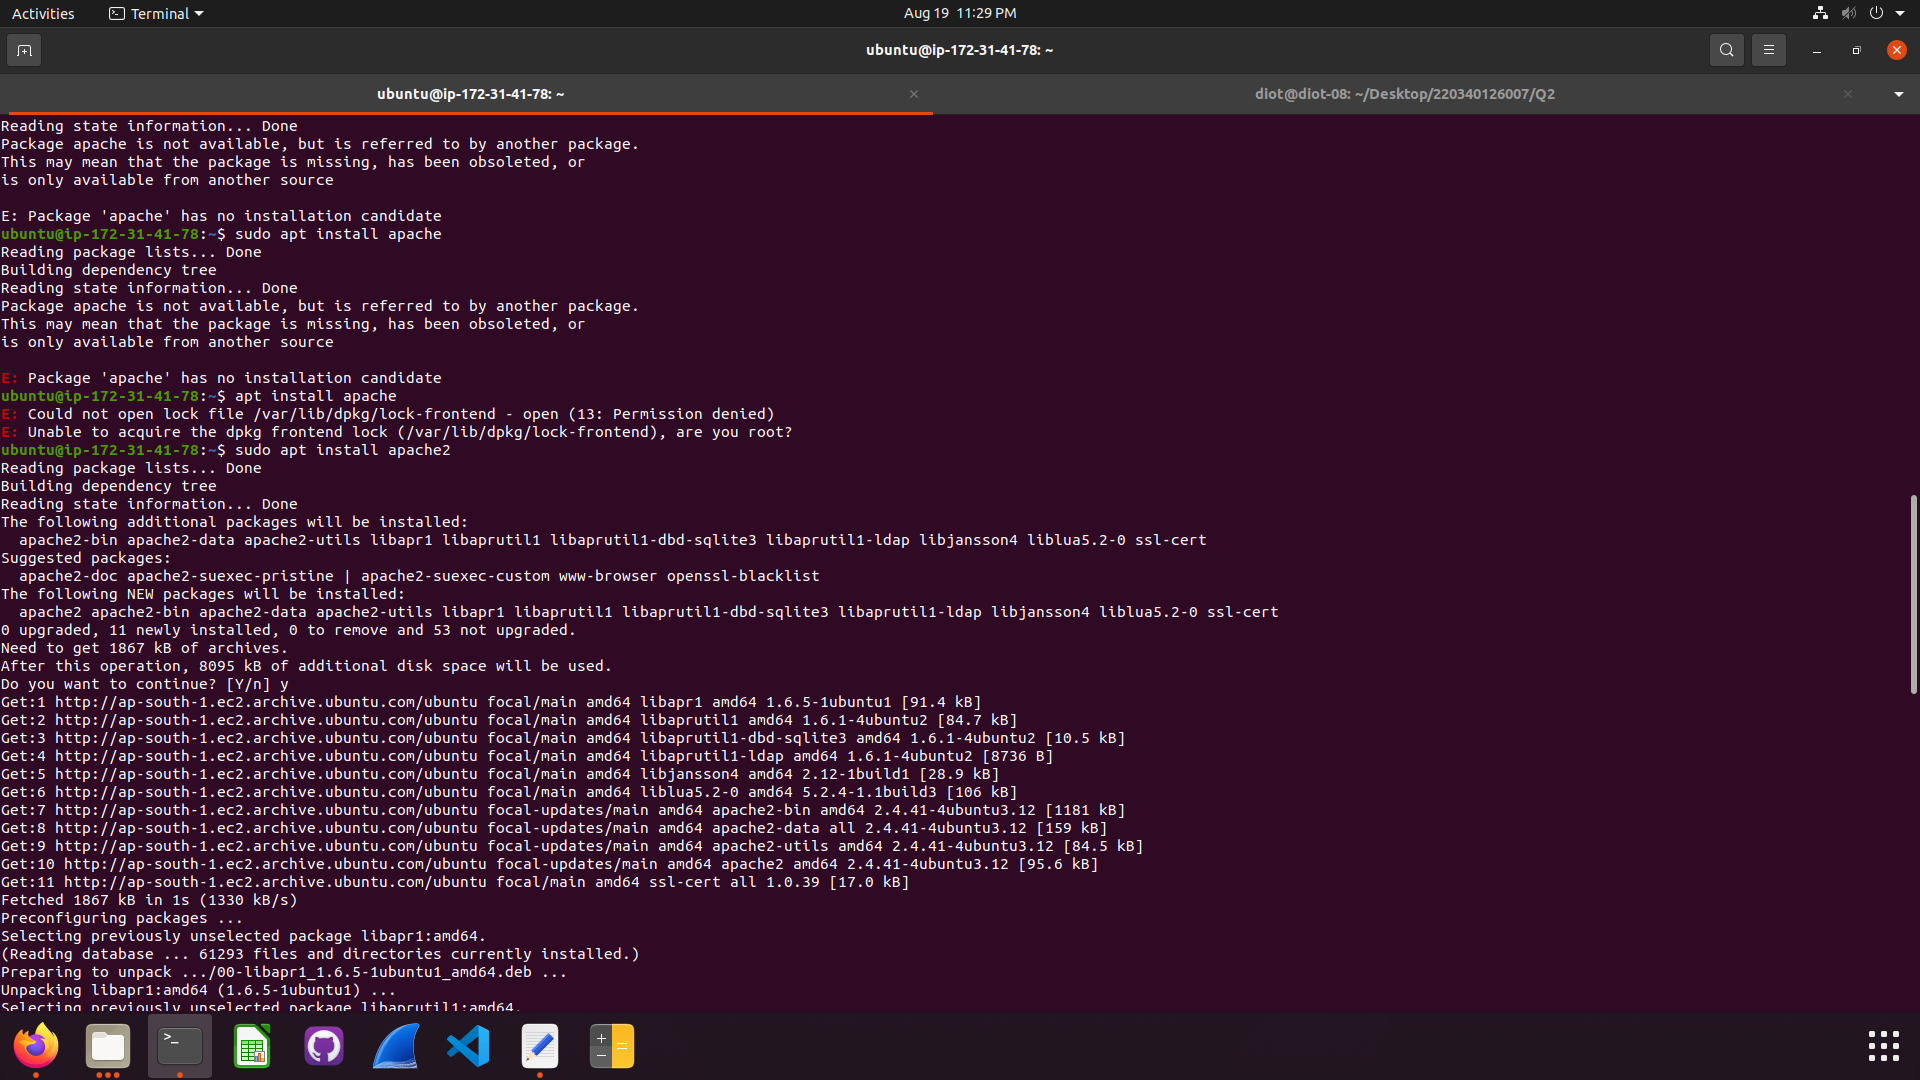 Activities
Terminal
Aug 19 11:29 PM
ubuntu@ip-172-31-41-78: ~
ubuntu@ip-172-31-41-78: ~
diot@diot-08: ~/Desktop/220340126007/Q2
Reading state information... Done
Package apache is not available, but is referred to by another package.
This may mean that the package is missing, has been obsoleted, or
is only available from another source
E: Package 'apache' has no installation candidate
ubuntu@ip-172-31-41-78:~$ sudo apt install apache
Reading package lists... Done
Building dependency tree
Reading state information... Done
Package apache is not available, but is referred to by another package.
This may mean that the package is missing, has been obsoleted, or
is only available from another source
E: Package 'apache' has no installation candidate
ubuntu@ip-172-31-41-78:~$ apt install apache
E: Could not open lock file /var/lib/dpkg/lock-frontend - open (13: Permission denied)
E: Unable to acquire the dpkg frontend lock (/var/lib/dpkg/lock-frontend), are you root?
ubuntu@ip-172-31-41-78:~$ sudo apt install apache2
Reading package lists... Done
Building dependency tree
Reading state information... Done
The following additional packages will be installed:
  apache2-bin apache2-data apache2-utils libapr1 libaprutil1 libaprutil1-dbd-sqlite3 libaprutil1-ldap libjansson4 liblua5.2-0 ssl-cert
Suggested packages:
  apache2-doc apache2-suexec-pristine | apache2-suexec-custom www-browser openssl-blacklist
The following NEW packages will be installed:
  apache2 apache2-bin apache2-data apache2-utils libapr1 libaprutil1 libaprutil1-dbd-sqlite3 libaprutil1-ldap libjansson4 liblua5.2-0 ssl-cert
0 upgraded, 11 newly installed, 0 to remove and 53 not upgraded.
Need to get 1867 kB of archives.
After this operation, 8095 kB of additional disk space will be used.
Do you want to continue? [Y/n] y
Get:1 http://ap-south-1.ec2.archive.ubuntu.com/ubuntu focal/main amd64 libapr1 amd64 1.6.5-1ubuntu1 [91.4 kB]
Get:2 http://ap-south-1.ec2.archive.ubuntu.com/ubuntu focal/main amd64 libaprutil1 amd64 1.6.1-4ubuntu2 [84.7 kB]
Get:3 http://ap-south-1.ec2.archive.ubuntu.com/ubuntu focal/main amd64 libaprutil1-dbd-sqlite3 amd64 1.6.1-4ubuntu2 [10.5 kB]
Get:4 http://ap-south-1.ec2.archive.ubuntu.com/ubuntu focal/main amd64 libaprutil1-ldap amd64 1.6.1-4ubuntu2 [8736 B]
Get:5 http://ap-south-1.ec2.archive.ubuntu.com/ubuntu focal/main amd64 libjansson4 amd64 2.12-1build1 [28.9 kB]
Get:6 http://ap-south-1.ec2.archive.ubuntu.com/ubuntu focal/main amd64 liblua5.2-0 amd64 5.2.4-1.1build3 [106 kB]
Get:7 http://ap-south-1.ec2.archive.ubuntu.com/ubuntu focal-updates/main amd64 apache2-bin amd64 2.4.41-4ubuntu3.12 [1181 kB]
Get:8 http://ap-south-1.ec2.archive.ubuntu.com/ubuntu focal-updates/main amd64 apache2-data all 2.4.41-4ubuntu3.12 [159 kB]
Get:9 http://ap-south-1.ec2.archive.ubuntu.com/ubuntu focal-updates/main amd64 apache2-utils amd64 2.4.41-4ubuntu3.12 [84.5 kB]
Get:10 http://ap-south-1.ec2.archive.ubuntu.com/ubuntu focal-updates/main amd64 apache2 amd64 2.4.41-4ubuntu3.12 [95.6 kB]
Get:11 http://ap-south-1.ec2.archive.ubuntu.com/ubuntu focal/main amd64 ssl-cert all 1.0.39 [17.0 kB]
Fetched 1867 kB in 1s (1330 kB/s)
Preconfiguring packages ...
Selecting previously unselected package libapr1:amd64.
(Reading database ... 61293 files and directories currently installed.)
Preparing to unpack .../00-libapr1_1.6.5-1ubuntu1_amd64.deb ...
Unpacking libapr1:amd64 (1.6.5-1ubuntu1) ...
Selecting previously unselected package libaprutil1:amd64.